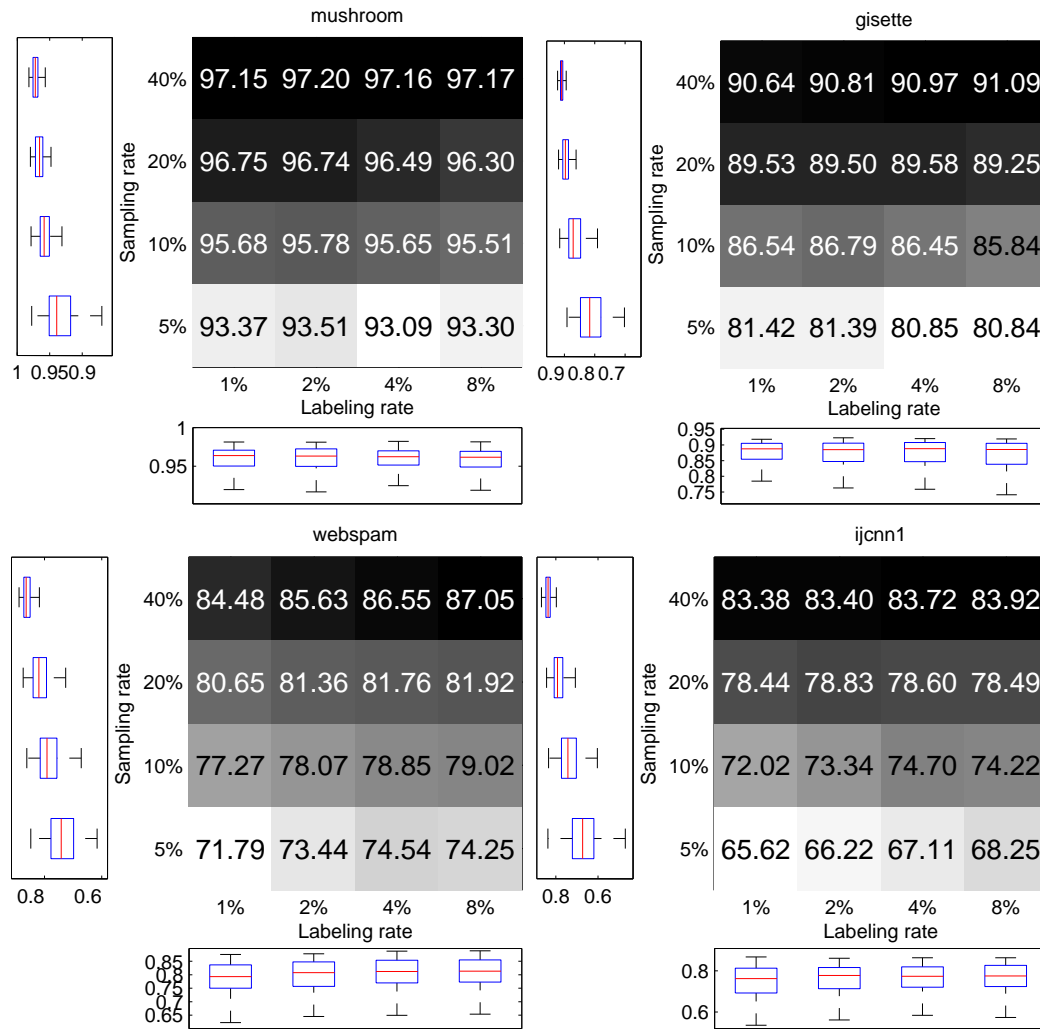 mushroom
40% 97.15 97.20 97.16 97.17
20% 96.75 96.74 96.49 96.30
10% 95.68 95.78 95.65 95.51
5% 93.37 93.51 93.09 93.30
Sampling rate
1 0.95 0.9
1% 2% 4% 8%
Labeling rate
1
0.95
gisette
40% 90.64 90.81 90.97 91.09
20% 89.53 89.50 89.58 89.25
10% 86.54 86.79 86.45 85.84
5% 81.42 81.39 80.85 80.84
Sampling rate
0.9 0.8 0.7
1% 2% 4% 8%
Labeling rate
0.95
0.9
0.85
0.8
0.75
webspam
40% 84.48 85.63 86.55 87.05
20% 80.65 81.36 81.76 81.92
10% 77.27 78.07 78.85 79.02
5% 71.79 73.44 74.54 74.25
Sampling rate
0.8 0.6
1% 2% 4% 8%
Labeling rate
0.85
0.8
0.75
0.7
0.65
ijcnn1
40% 83.38 83.40 83.72 83.92
20% 78.44 78.83 78.60 78.49
10% 72.02 73.34 74.70 74.22
5% 65.62 66.22 67.11 68.25
Sampling rate
0.8 0.6
1% 2% 4% 8%
Labeling rate
0.8
0.6